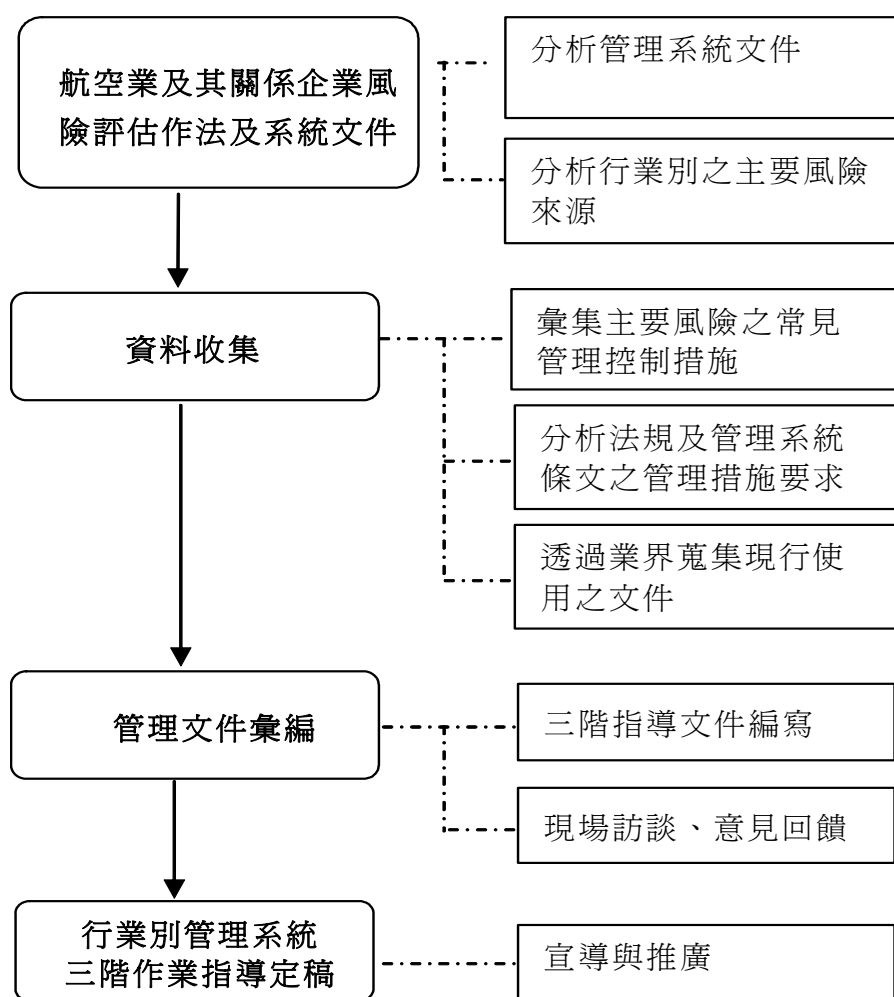 航空業及其關係企業風
險評估作法及系統文件
分析管理系統文件
分析行業別之主要風險
來源
資料收集
彙集主要風險之常見
管理控制措施
分析法規及管理系統
條文之管理措施要求
透過業界蒐集現行使
用之文件
管理文件彙編
三階指導文件編寫
現場訪談、意見回饋
行業別管理系統
三階作業指導定稿
宣導與推廣